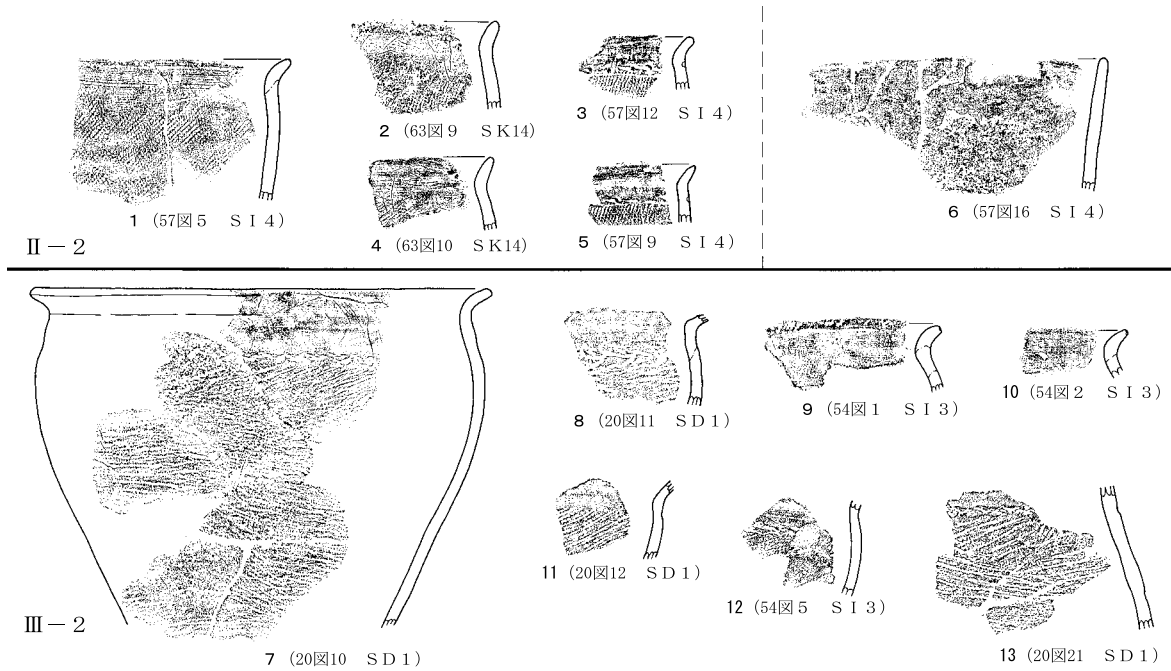 1 (57図5 SI4)
2 (63図9 SK14)
3 (57図12 SI4)
4 (63図10 SK14)
5 (57図9 SI4)
6 (57図16 SI4)
Ⅱ-2
7 (20図10 SD1)
8 (20図11 SD1)
9 (54図1 SI3)
10 (54図2 SI3)
11 (20図12 SD1)
12 (54図5 SI3)
13 (20図21 SD1)
Ⅲ-2